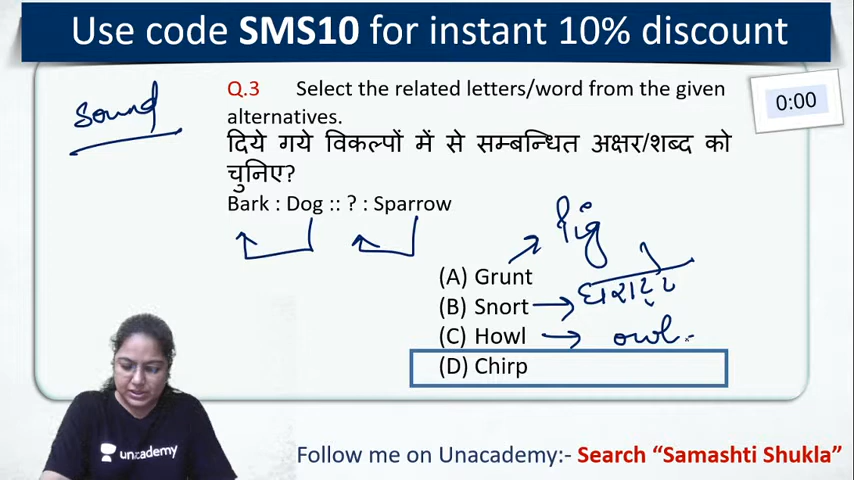 Use code SMS10 for instant 10% discount
Sound
Q.3 Select the related letters/word from the given
alternatives.
दिये गये विकल्पों में से सम्बन्धित अक्षर/शब्द को
चुनिए?
Bark : Dog :: ? : Sparrow
0:00
Pig
(A) Grunt
(B) Snort
(C) Howl
owl
(D) Chirp
unacademy
Follow me on Unacademy:- Search “Samashti Shukla”